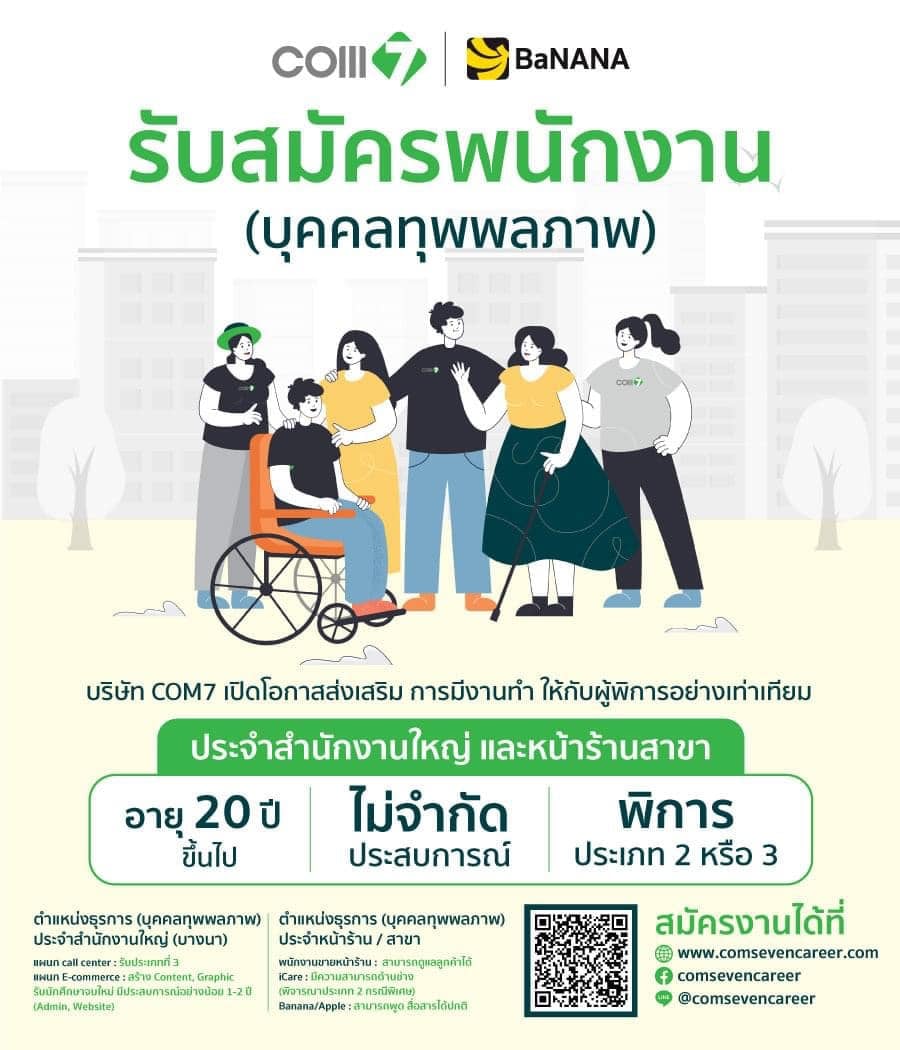 COM7 BaNANA
รับสมัครพนักงาน
(บุคคลทุพพลภาพ)
COM7
COM7
บริษัท COM7 เปิดโอกาสส่งเสริม การมีงานทำ ให้กับผู้พิการอย่างเท่าเทียม
ประจำสำนักงานใหญ่ และหน้าร้านสาขา
อายุ 20 ปี
ขึ้นไป
ไม่จำกัด
ประสบการณ์
พิการ
ประเภท 2 หรือ 3
ตำแหน่งธุรการ (บุคคลทุพพลภาพ)
ประจำสำนักงานใหญ่ (บางนา)
แผนก call center : รับประเภทที่ 3
แผนก E-commerce : สร้าง Content, Graphic
รับนักศึกษาจบใหม่ มีประสบการณ์อย่างน้อย 1-2 ปี
(Admin, Website)
ตำแหน่งธุรการ (บุคคลทุพพลภาพ)
ประจำหน้าร้าน / สาขา
พนักงานขายหน้าร้าน : สามารถดูแลลูกค้าได้
iCare : มีความสามารถด้านช่าง
(พิจารณาประเภท 2 กรณีพิเศษ)
Banana/Apple : สามารถพูด สื่อสารได้ปกติ
สมัครงานได้ที่
www.comsevencareer.com
comsevencareer
LINE @comsevencareer